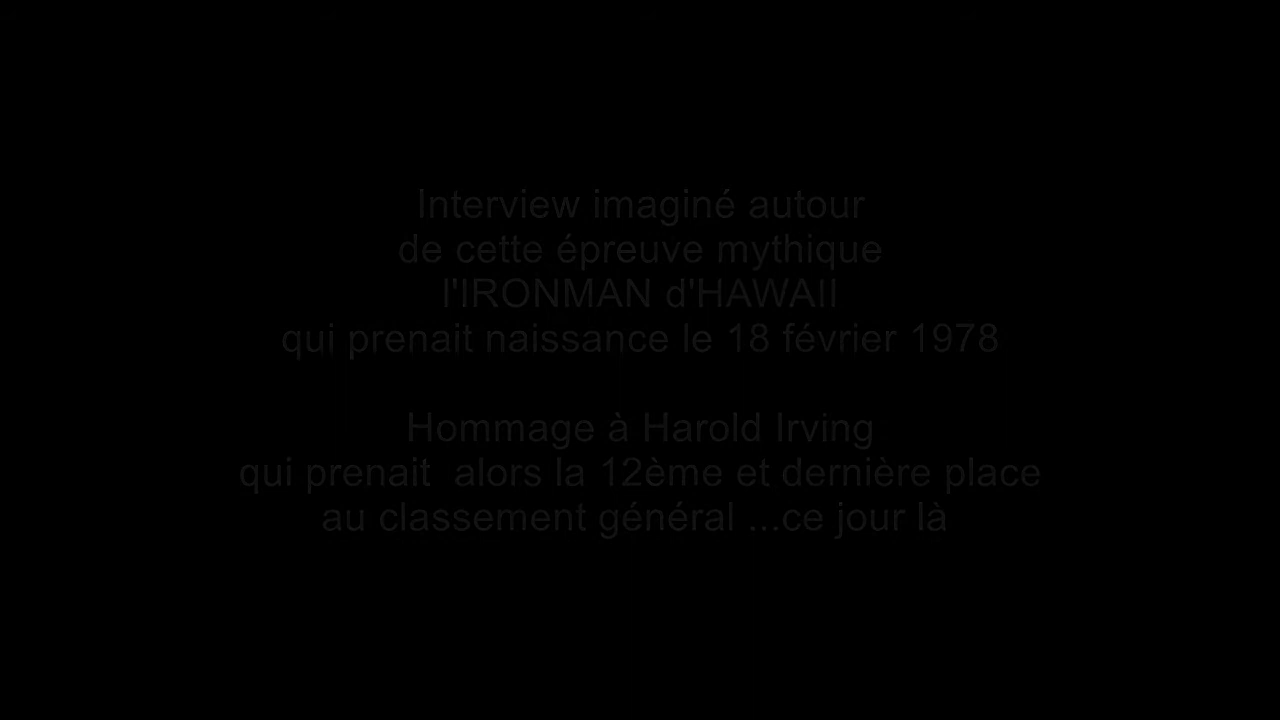 Interview imaginé autour
de cette épreuve mythique
l'IRONMAN d'HAWAII
qui prenait naissance le 18 février 1978
Hommage à Harold Irving
qui prenait  alors la 12ème et dernière place
au classement général ...ce jour là